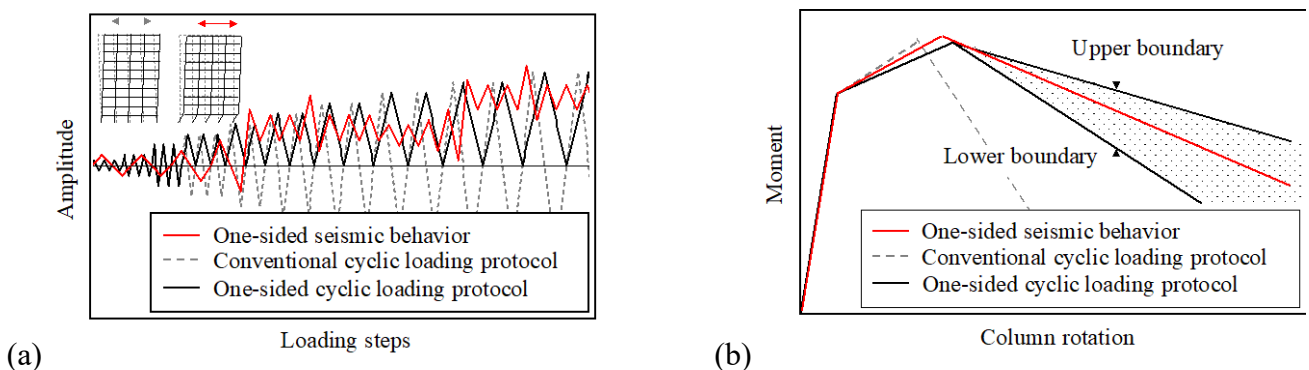 Amplitude
One-sided seismic behavior
Conventional cyclic loading protocol
One-sided cyclic loading protocol
Loading steps
(a)
Moment
Upper boundary
Lower boundary
One-sided seismic behavior
Conventional cyclic loading protocol
One-sided cyclic loading protocol
Column rotation
(b)